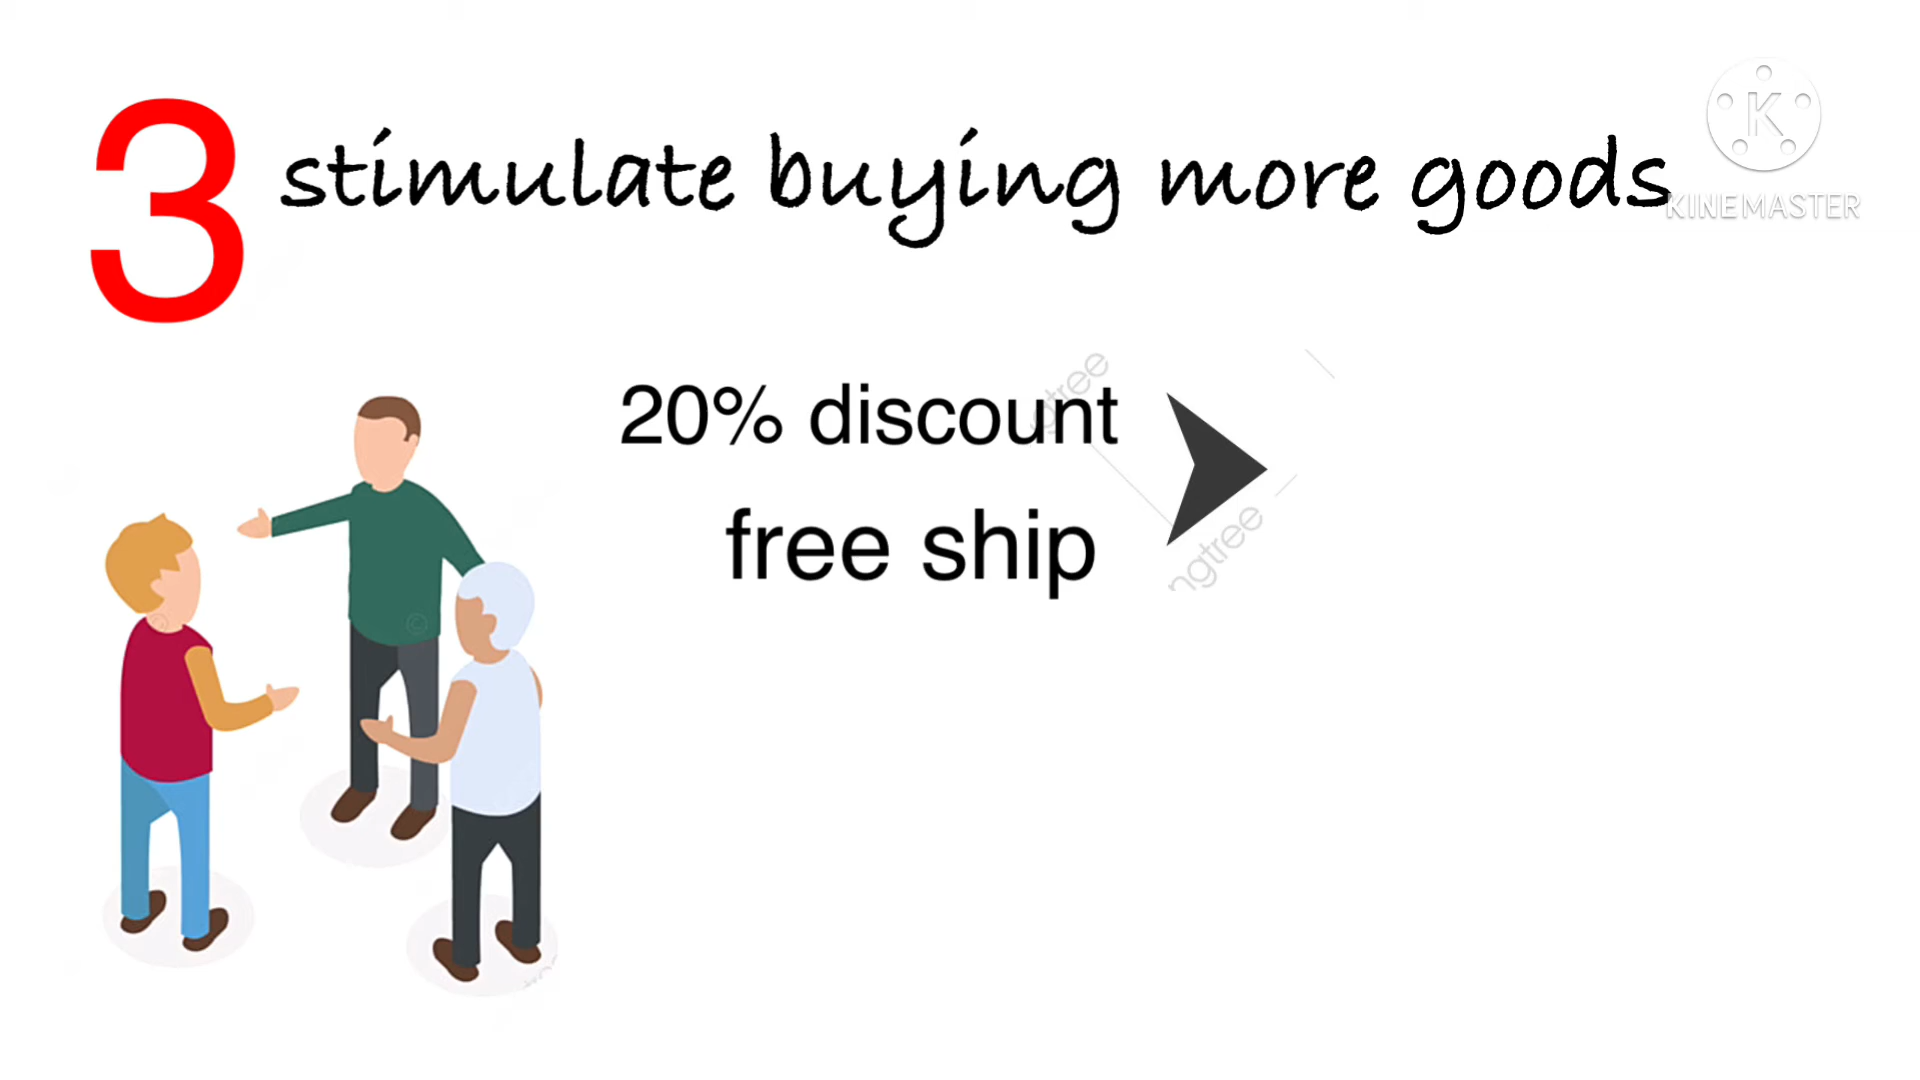 3 stimulate buying more goods
K
KINEMASTER
20% discount
free ship